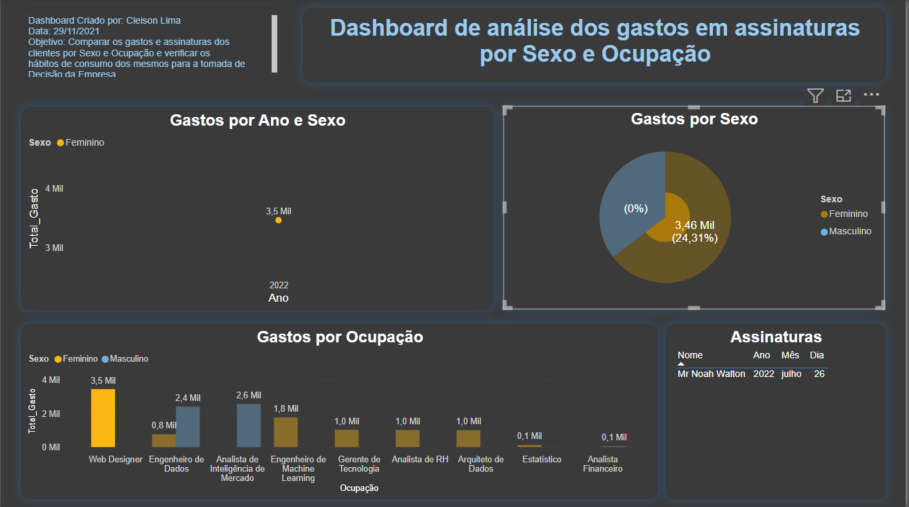 Dashboard Criado por: Cleison Lima
Data: 29/11/2021
Objetivo: Comparar os gastos e assinaturas dos
clientes por Sexo e Ocupação e verificar os
hábitos de consumo dos mesmos para a tomada de
Decisão da Empresa
Dashboard de análise dos gastos em assinaturas
por Sexo e Ocupação
Gastos por Ano e Sexo
Sexo Feminino
Total_Gasto
4 Mil
3 Mil
3,5 Mil
2022
Ano
Gastos por Sexo
(0%)
3,46 Mil
(24,31%)
Sexo
Feminino
Masculino
Gastos por Ocupação
Sexo Feminino Masculino
Total_Gasto
4 Mil
2 Mil
0 Mil
3,5 Mil
0,8 Mil
2,4 Mil
2,6 Mil
1,8 Mil
1,0 Mil
1,0 Mil
1,0 Mil
0,1 Mil
0,1 Mil
Web Designer
Engenheiro de
Dados
Analista de
Inteligência de
Mercado
Engenheiro de
Machine
Learning
Gerente de
Tecnologia
Analista de RH
Arquiteto de
Dados
Estatístico
Analista
Financeiro
Ocupação
Assinaturas
Nome Ano Mês Dia
Mr Noah Walton 2022 julho 26